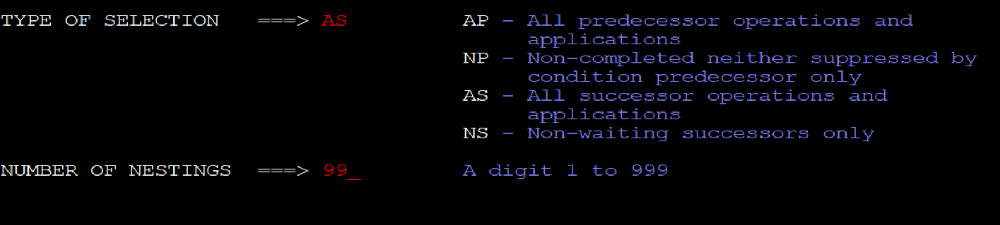 TYPE OF SELECTION ===> AS AP - All predecessor operations and
applications
NP - Non-completed neither suppressed by
condition predecessor only
AS - All successor operations and
applications
NS - Non-waiting successors only
NUMBER OF NESTINGS ===> 99_ A digit 1 to 999